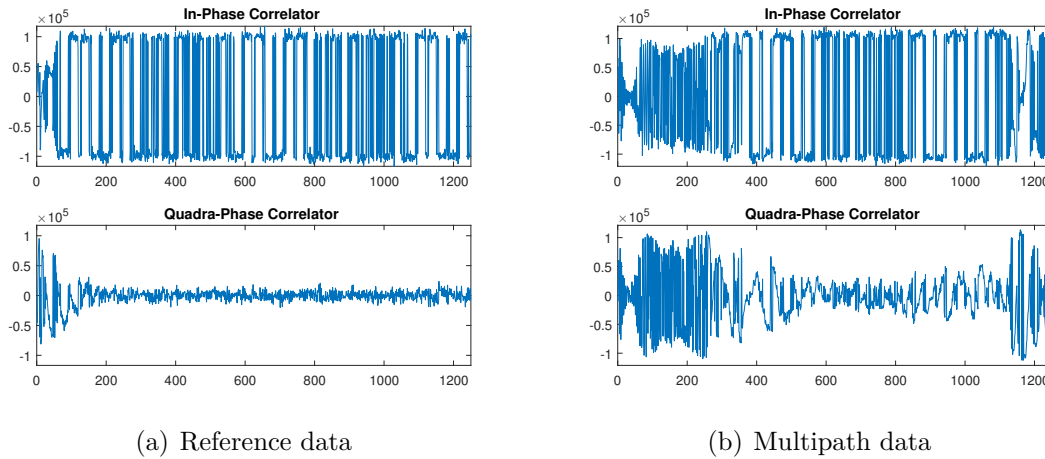 In-Phase Correlator
×10⁵
1
0.5
0
-0.5
-1
0 200 400 600 800 1000 1200
Quadra-Phase Correlator
×10⁵
1
0.5
0
-0.5
-1
0 200 400 600 800 1000 1200
(a) Reference data
In-Phase Correlator
×10⁵
1
0.5
0
-0.5
-1
0 200 400 600 800 1000 120
Quadra-Phase Correlator
×10⁵
1
0.5
0
-0.5
-1
0 200 400 600 800 1000 120
(b) Multipath data